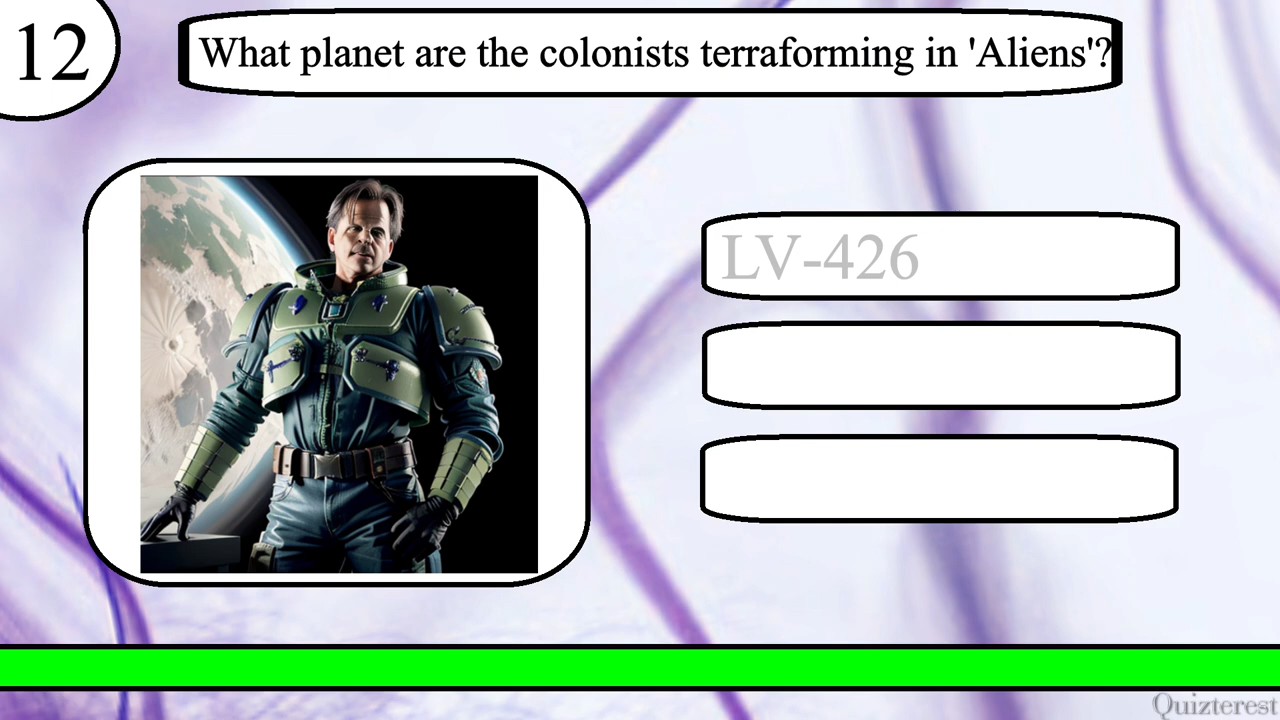 12
What planet are the colonists terraforming in 'Aliens'?
LV-426
Quizterest